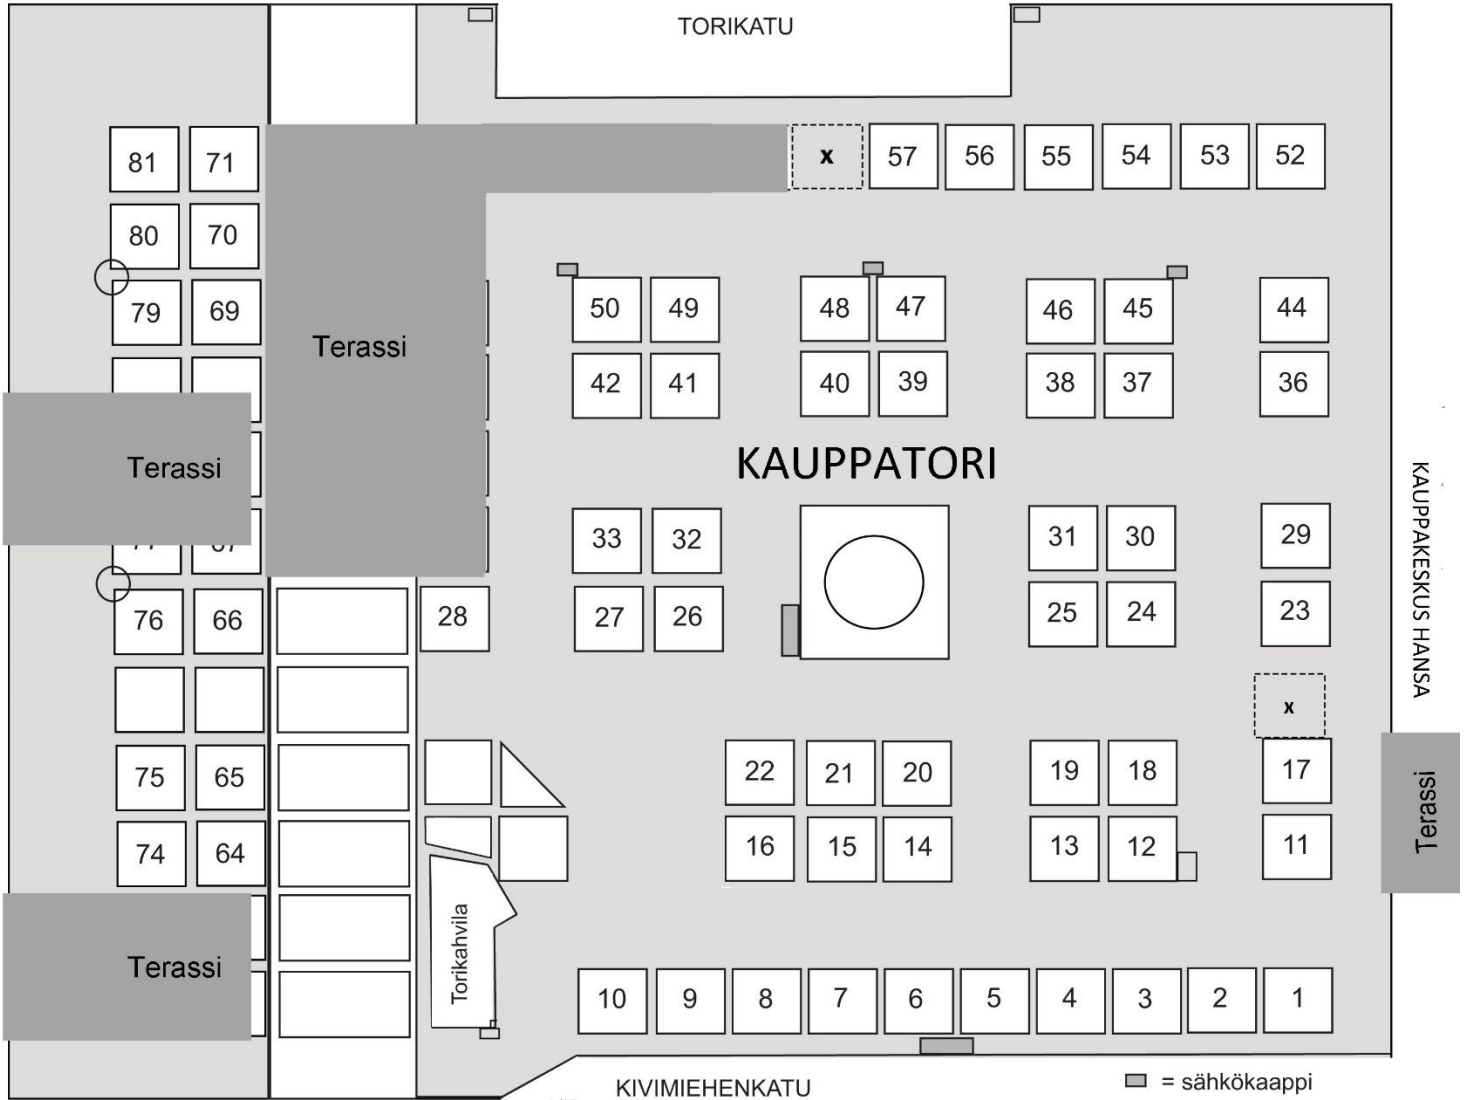 TORIKATU
81 71 x 57 56 55 54 53 52
80 70
79 69 50 49 48 47 46 45 44
Terassi
42 41 40 39 38 37 36
Terassi
KAUPPATORI
KAUPPAKESKUS HANSA
33 32 31 30 29
76 66 28 27 26 25 24 23
x
75 65 22 21 20 19 18 17
Terassi
74 64 16 15 14 13 12 11
Torikahvila
Terassi
10 9 8 7 6 5 4 3 2 1
KIVIMIEHENKATU
= sähkökaappi